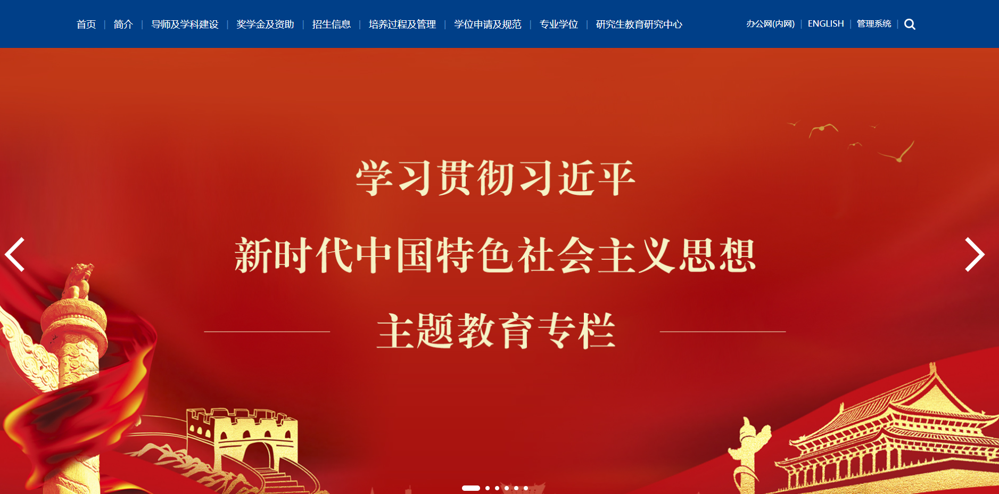 首页 | 简介 | 导师及学科建设 | 奖学金及资助 | 招生信息 | 培养过程及管理 | 学位申请及规范 | 专业学位 | 研究生教育研究中心
办公网(内网) | ENGLISH | 管理系统 |
学习贯彻习近平
新时代中国特色社会主义思想
主题教育专栏